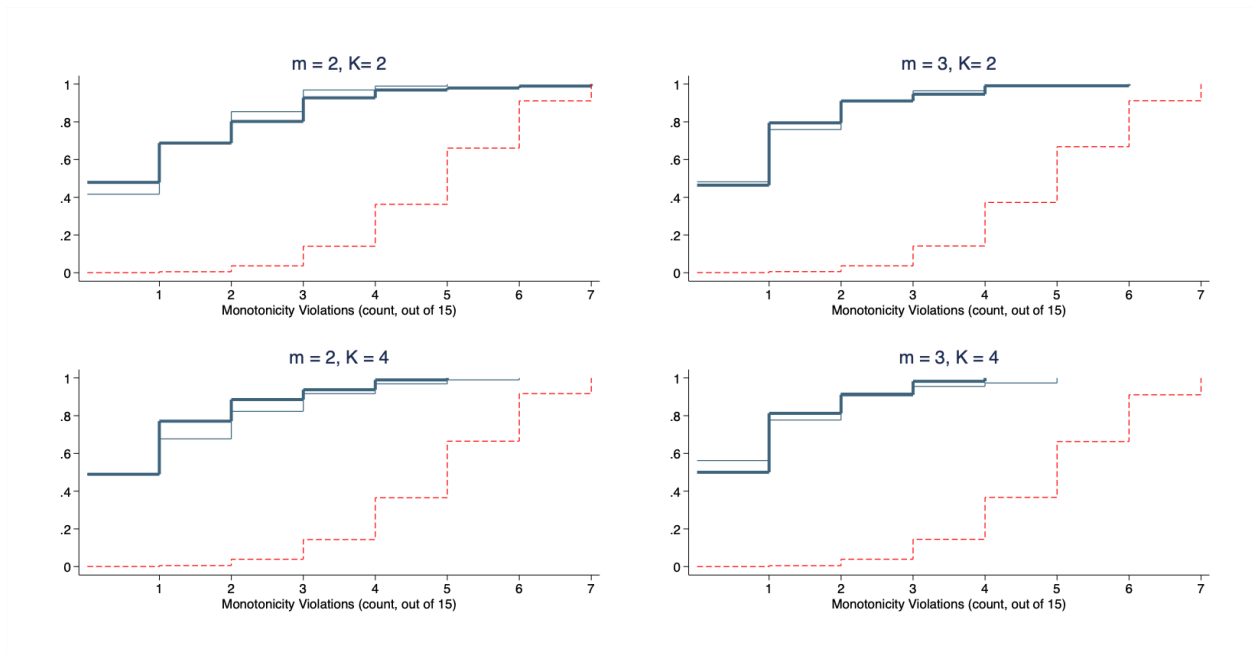 m = 2, K= 2
1
.8
.6
.4
.2
0
1 2 3 4 5 6 7
Monotonicity Violations (count, out of 15)
m = 3, K= 2
1
.8
.6
.4
.2
0
1 2 3 4 5 6 7
Monotonicity Violations (count, out of 15)
m = 2, K = 4
1
.8
.6
.4
.2
0
1 2 3 4 5 6 7
Monotonicity Violations (count, out of 15)
m = 3, K = 4
1
.8
.6
.4
.2
0
1 2 3 4 5 6 7
Monotonicity Violations (count, out of 15)